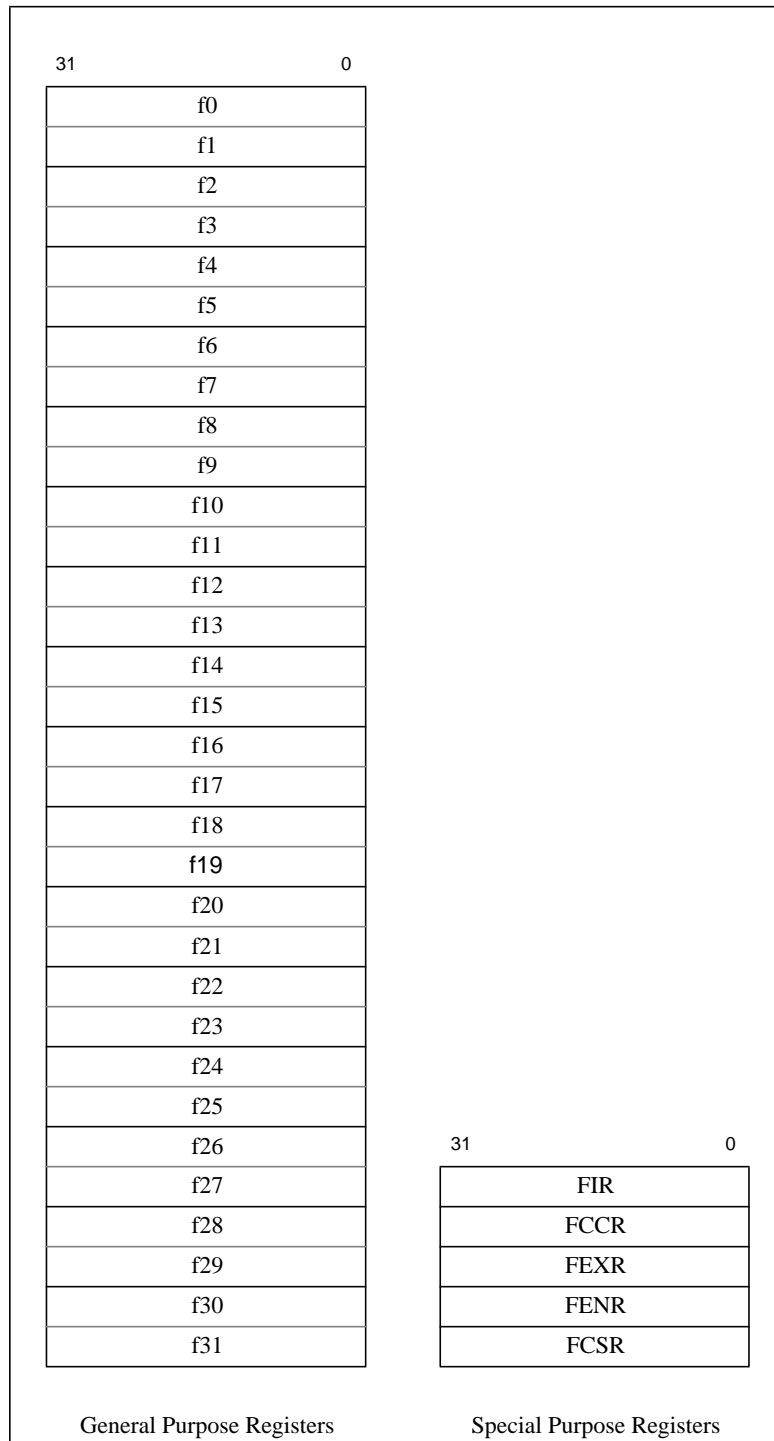 31 0
f0
f1
f2
f3
f4
f5
f6
f7
f8
f9
f10
f11
f12
f13
f14
f15
f16
f17
f18
f19
f20
f21
f22
f23
f24
f25
f26
f27
f28
f29
f30
f31
General Purpose Registers
31 0
FIR
FCCR
FEXR
FENR
FCSR
Special Purpose Registers